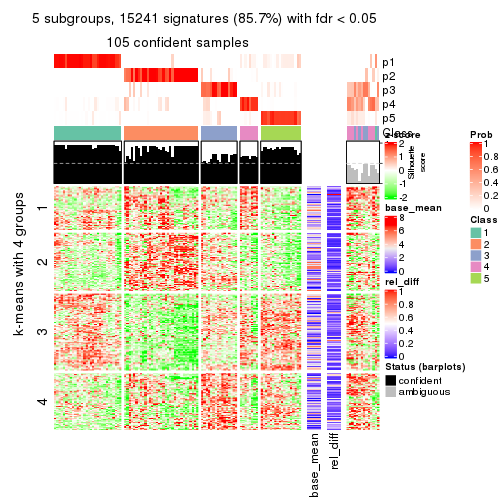 5 subgroups, 15241 signatures (85.7%) with fdr < 0.05
105 confident samples
p1
p2
p3
p4
p5
Class
z-score
2
1
0
-1
-2
Silhouette
score
Prob
1
0.8
0.6
0.4
0.2
0
base_mean
8
6
4
2
0
Class
1
2
3
4
5
rel_diff
1
0.8
0.6
0.4
0.2
0
Status (barplots)
confident
ambiguous
k-means with 4 groups
1
2
3
4
base_mean
rel_diff